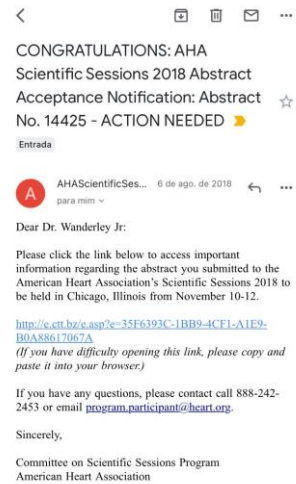 CONGRATULATIONS: AHA
Scientific Sessions 2018 Abstract
Acceptance Notification: Abstract
No. 14425 - ACTION NEEDED
Entrada
A
AHAScientificSes... 6 de ago. de 2018
para mim
Dear Dr. Wanderley Jr:
Please click the link below to access important
information regarding the abstract you submitted to the
American Heart Association's Scientific Sessions 2018 to
be held in Chicago, Illinois from November 10-12.
http://e.ctt.bz/e.asp?e=35F6393C-1BB9-4CF1-A1E9-
B0A88617067A
(If you have difficulty opening this link, please copy and
paste it into your browser.)
If you have any questions, please contact call 888-242-
2453 or email program.participant@heart.org.
Sincerely,
Committee on Scientific Sessions Program
American Heart Association